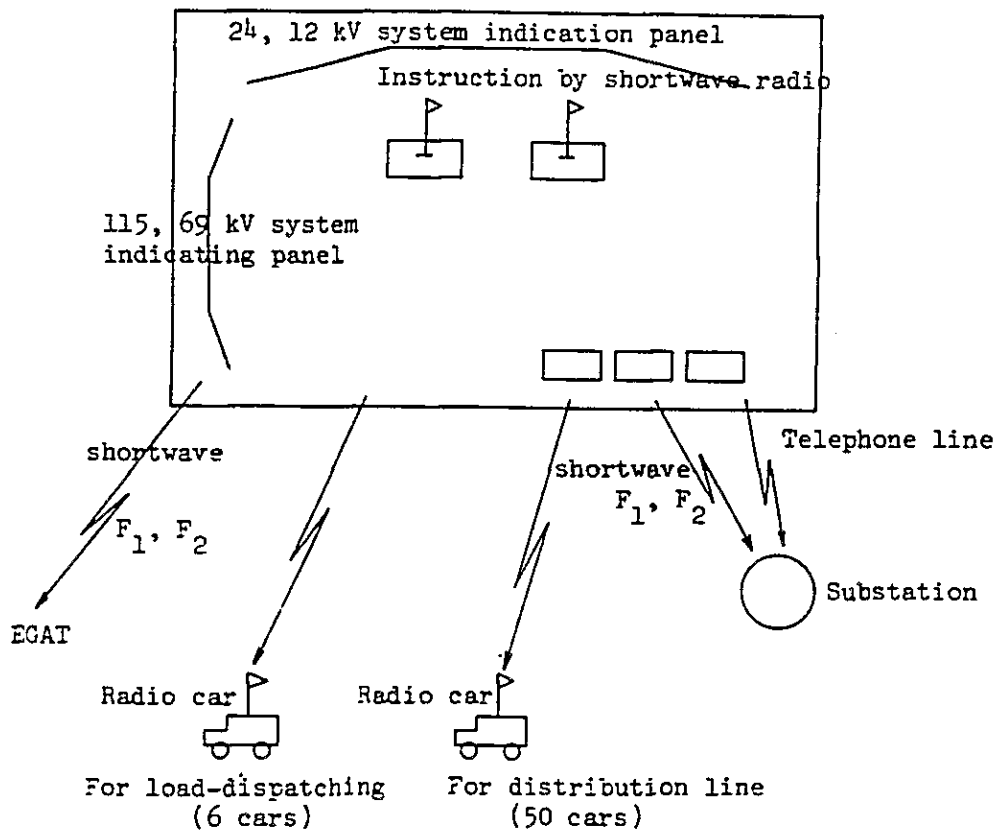 24, 12 kV system indication panel
Instruction by shortwave radio
115, 69 kV system
indicating panel
shortwave
F1, F2
shortwave
F1, F2
Telephone line
EGAT
Substation
Radio car
Radio car
For load-dispatching
(6 cars)
For distribution line
(50 cars)